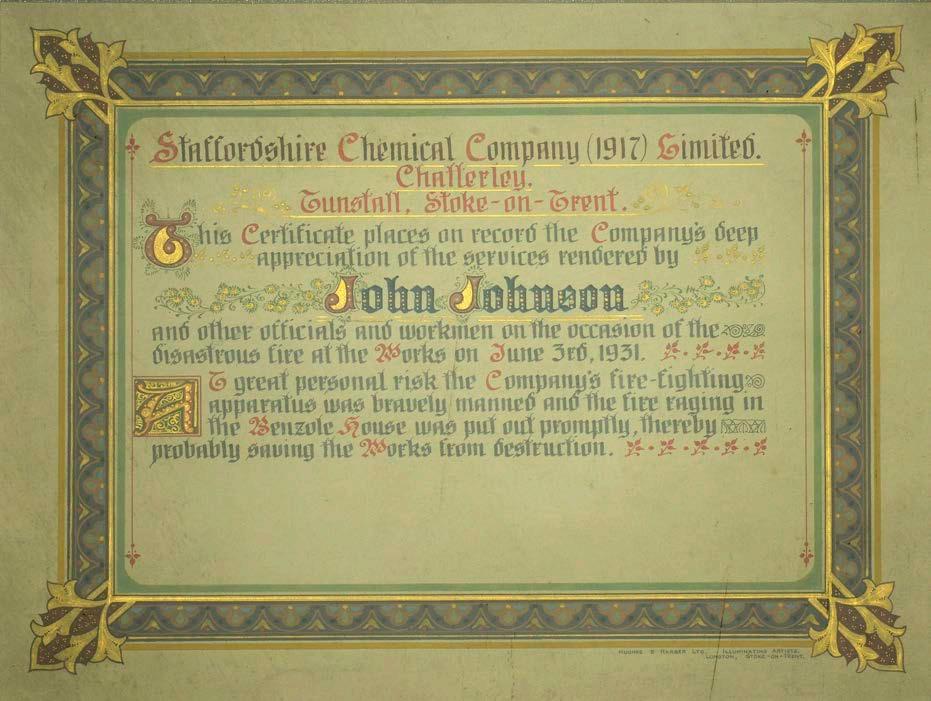 Staffordshire Chemical Company (1917) Limited.
Chatterley,
Tunstall, Stoke-on-Trent.
This Certificate places on record the Company's deep
appreciation of the services rendered by
John Johnson
and other officials and workmen on the occasion of the
disastrous fire at the Works on June 3rd, 1931.
At great personal risk the Company's fire-fighting
apparatus was bravely manned and the fire raging in
the Benzole House was put out promptly, thereby
probably saving the Works from destruction.
HUGHES & HARBER LTD. ILLUMINATING ARTISTS.
LONGTON, STOKE-ON-TRENT.